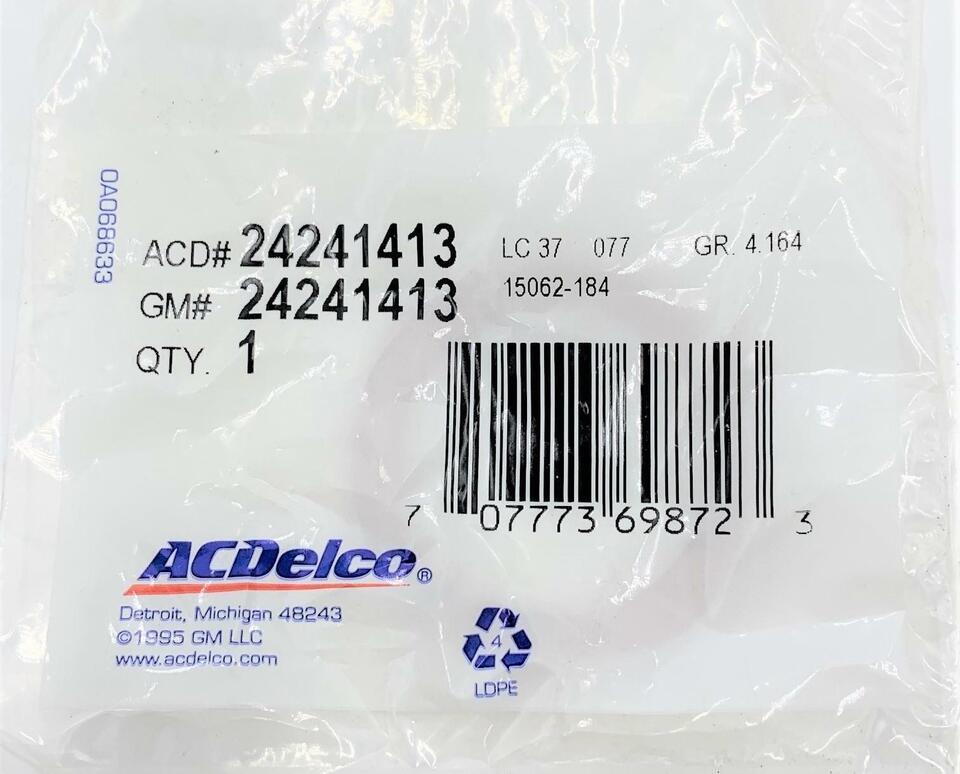 0A068633
ACD# 24241413 LC 37 077 GR. 4.164
GM# 24241413 15062-184
QTY. 1
7 07773 69872 3
ACDelco®
Detroit, Michigan 48243
©1995 GM LLC
www.acdelco.com
4
LDPE